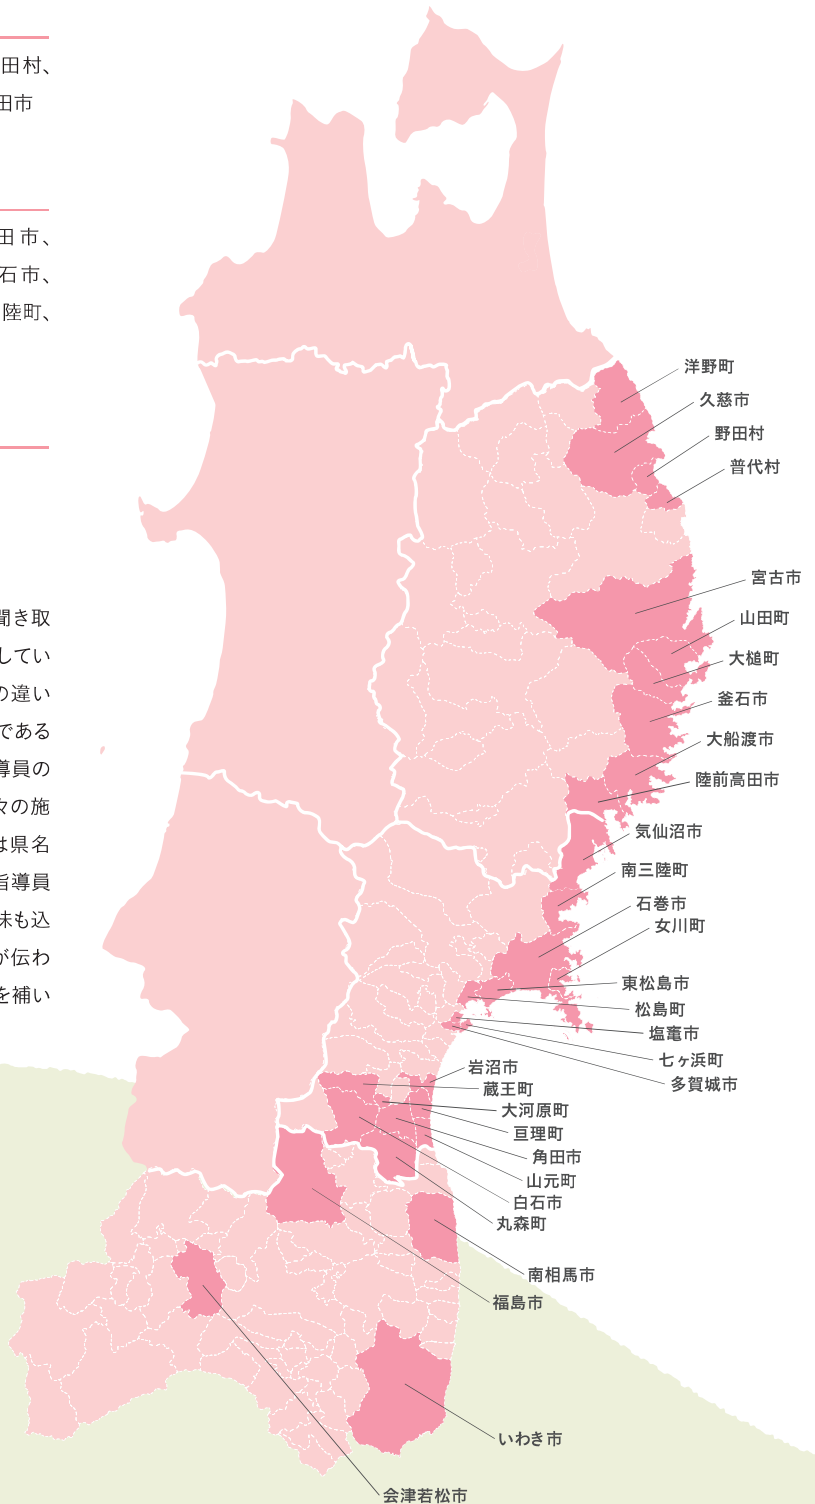 田村、
田市
田市、
石市、
陸町、
聞き取
してい
の違い
である
導員の
々の施
は県名
指導員
味も込
が伝わ
を補い
洋野町
久慈市
野田村
普代村
宮古市
山田町
大槌町
釜石市
大船渡市
陸前高田市
気仙沼市
南三陸町
石巻市
女川町
東松島市
松島町
塩竈市
七ヶ浜町
多賀城市
岩沼市
蔵王町
大河原町
亘理町
角田市
山元町
白石市
丸森町
南相馬市
福島市
いわき市
会津若松市